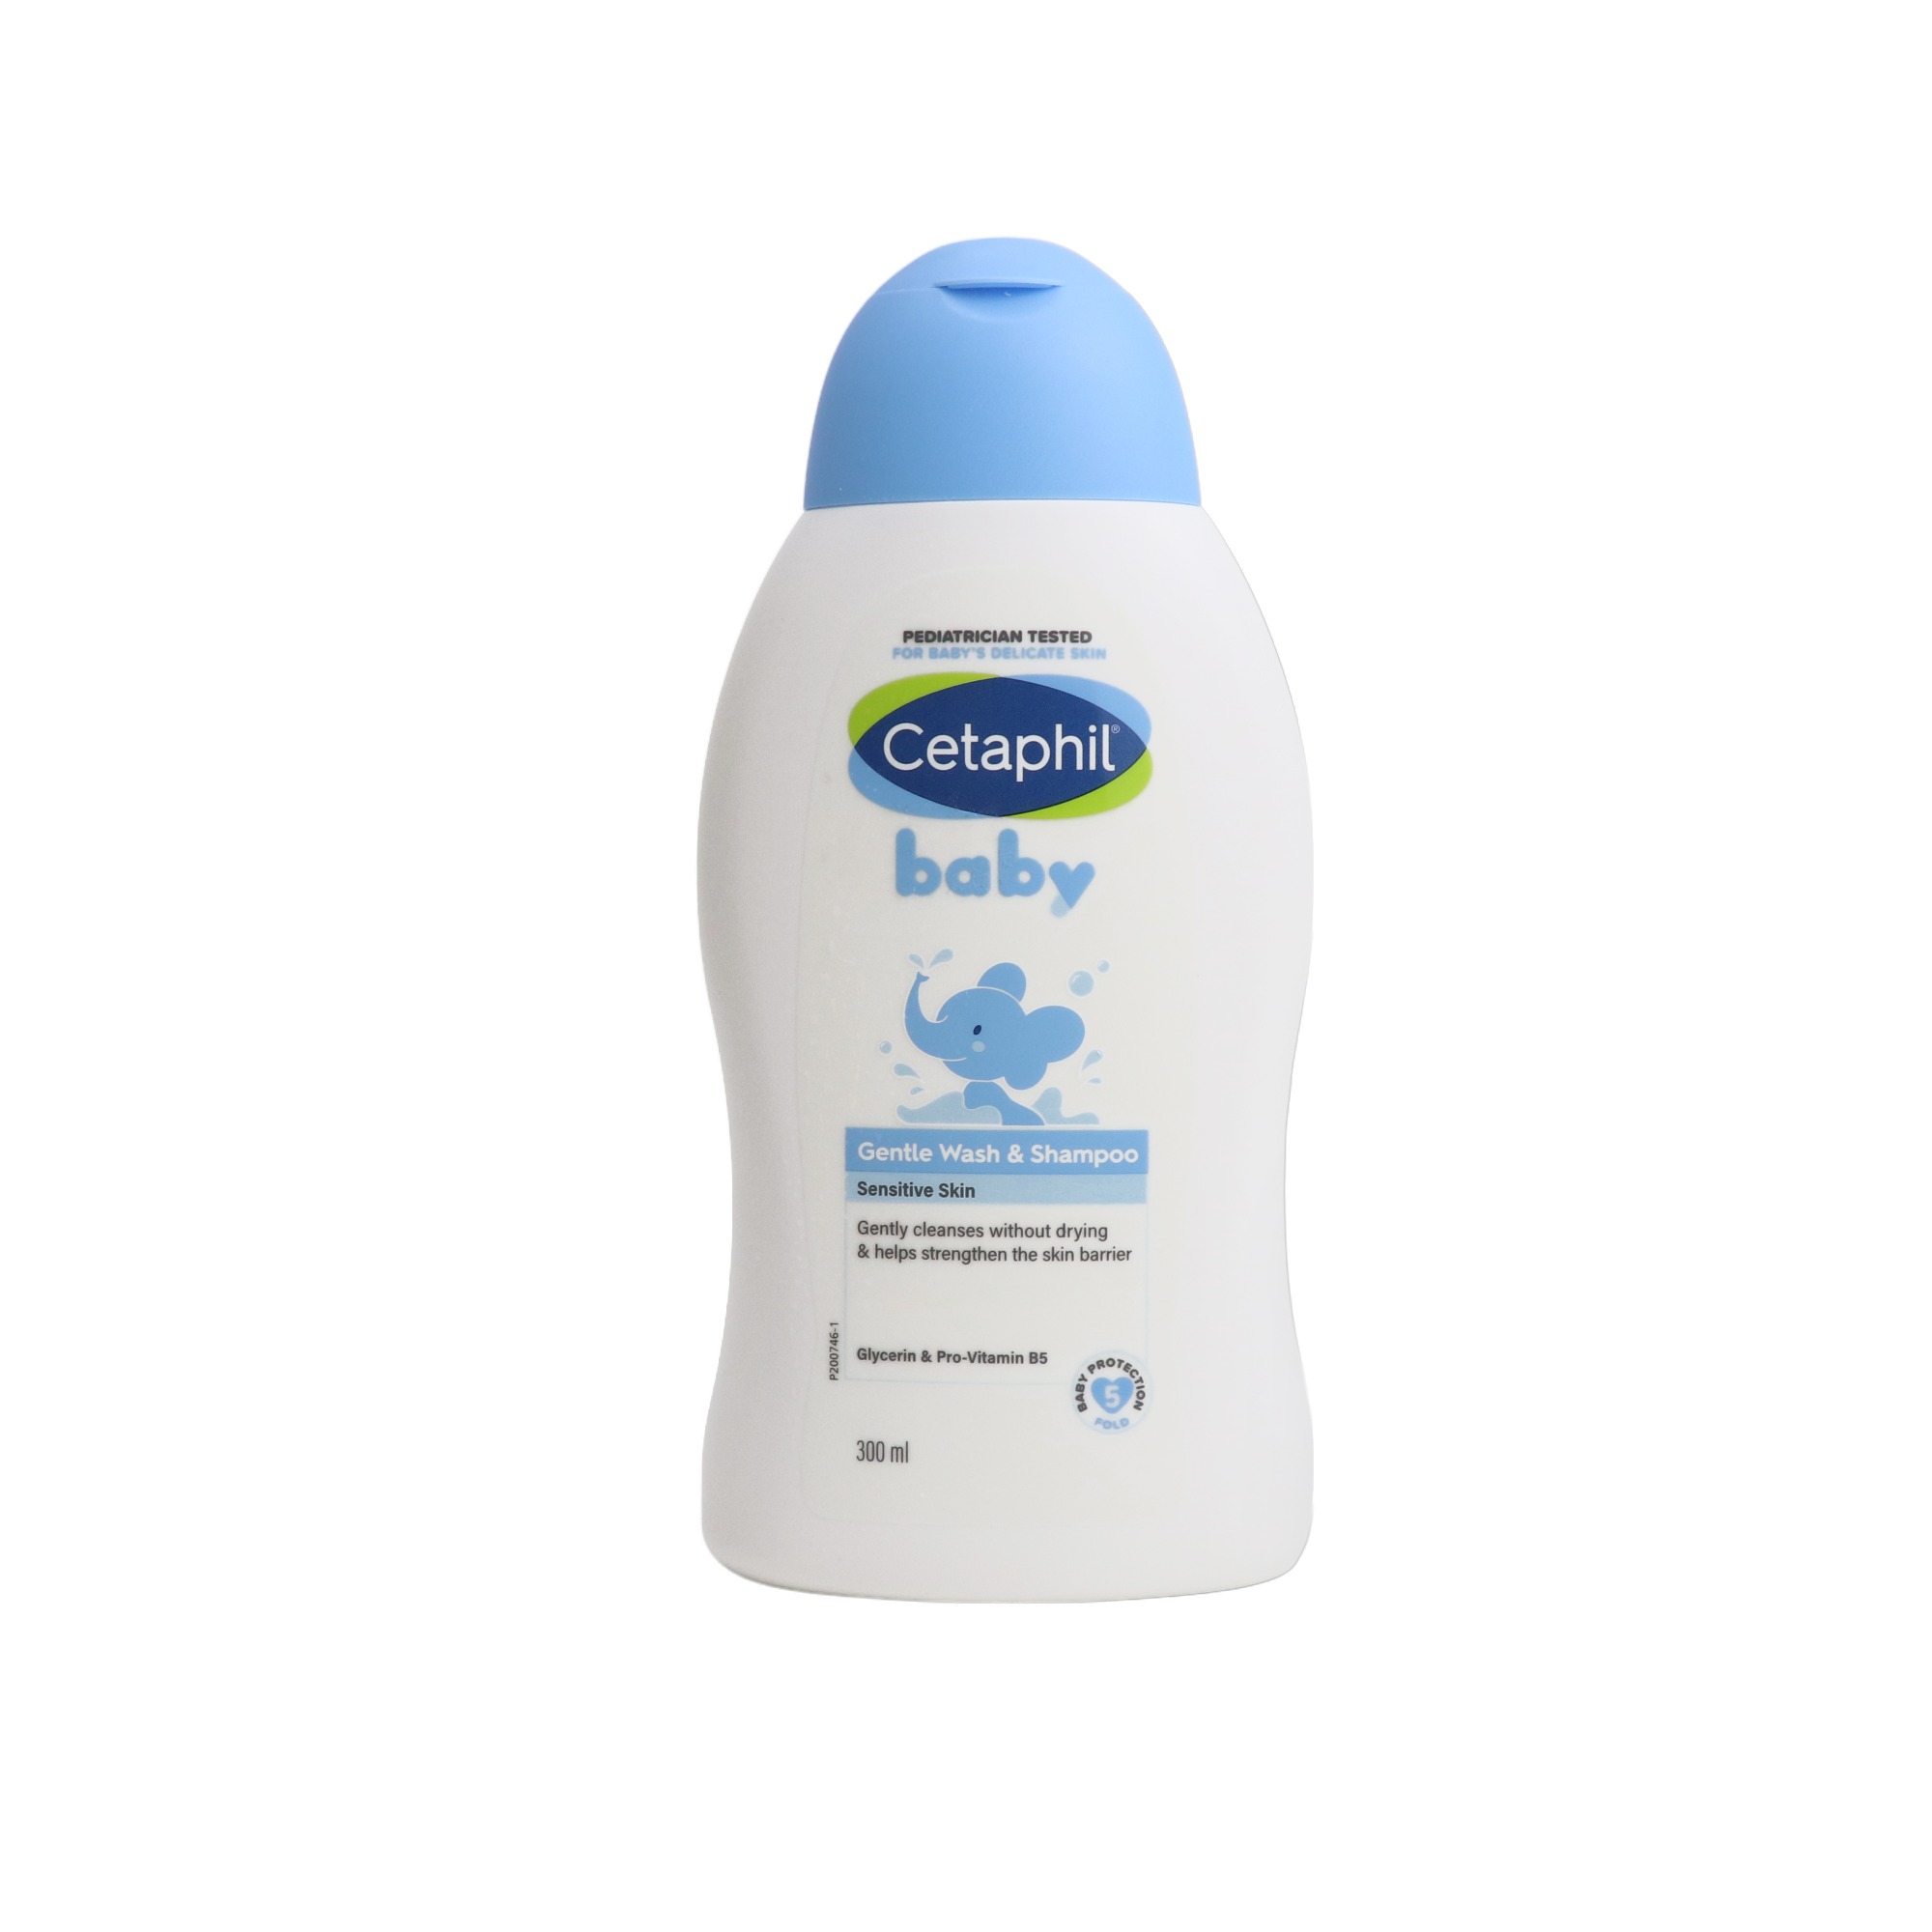 PEDIATRICIAN TESTED
FOR BABY'S DELICATE SKIN
Cetaphil®
baby
Gentle Wash & Shampoo
Sensitive Skin
Gently cleanses without drying
& helps strengthen the skin barrier
P200746-1
Glycerin & Pro-Vitamin B5
BABY PROTECTION
5
FOLD
300 ml